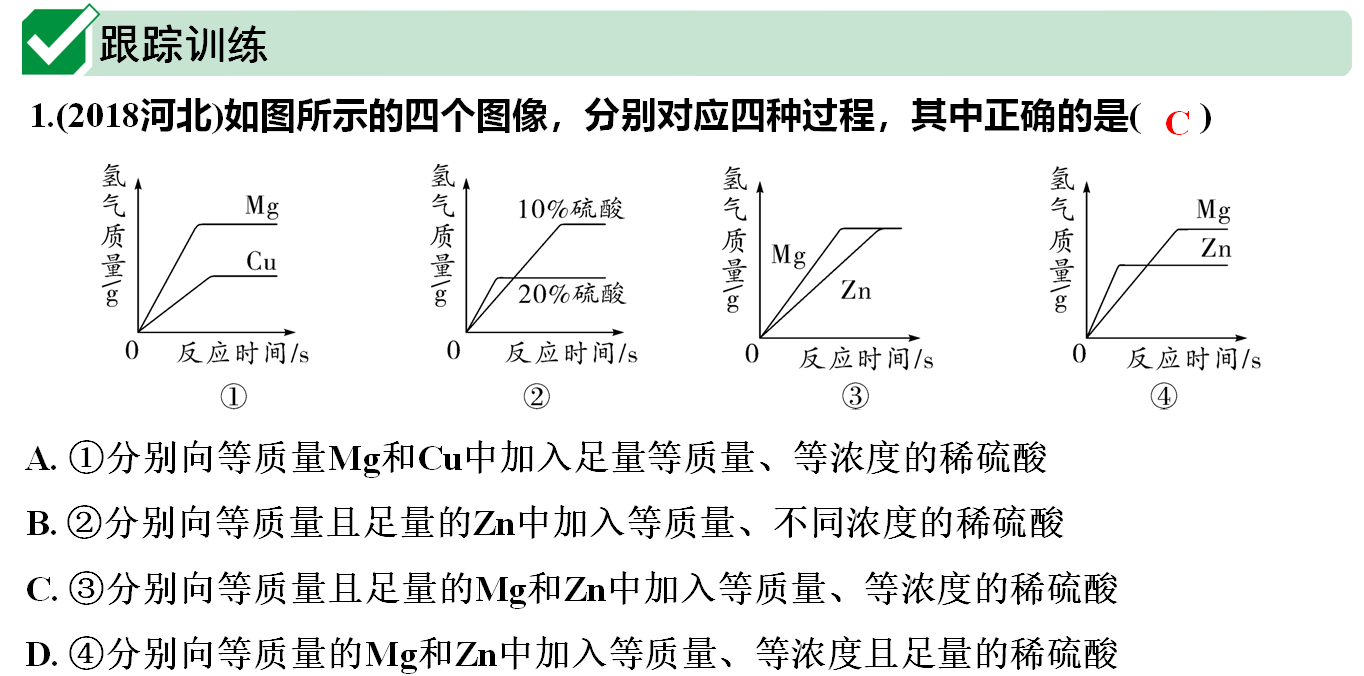 跟踪训练
1.(2018河北)如图所示的四个图像，分别对应四种过程，其中正确的是( C )
氢气质量/g
Mg
Cu
0
反应时间/s
①
氢气质量/g
10%硫酸
20%硫酸
0
反应时间/s
②
氢气质量/g
Mg
Zn
0
反应时间/s
③
氢气质量/g
Mg
Zn
0
反应时间/s
④
A. ①分别向等质量Mg和Cu中加入足量等质量、等浓度的稀硫酸
B. ②分别向等质量且足量的Zn中加入等质量、不同浓度的稀硫酸
C. ③分别向等质量且足量的Mg和Zn中加入等质量、等浓度的稀硫酸
D. ④分别向等质量的Mg和Zn中加入等质量、等浓度且足量的稀硫酸